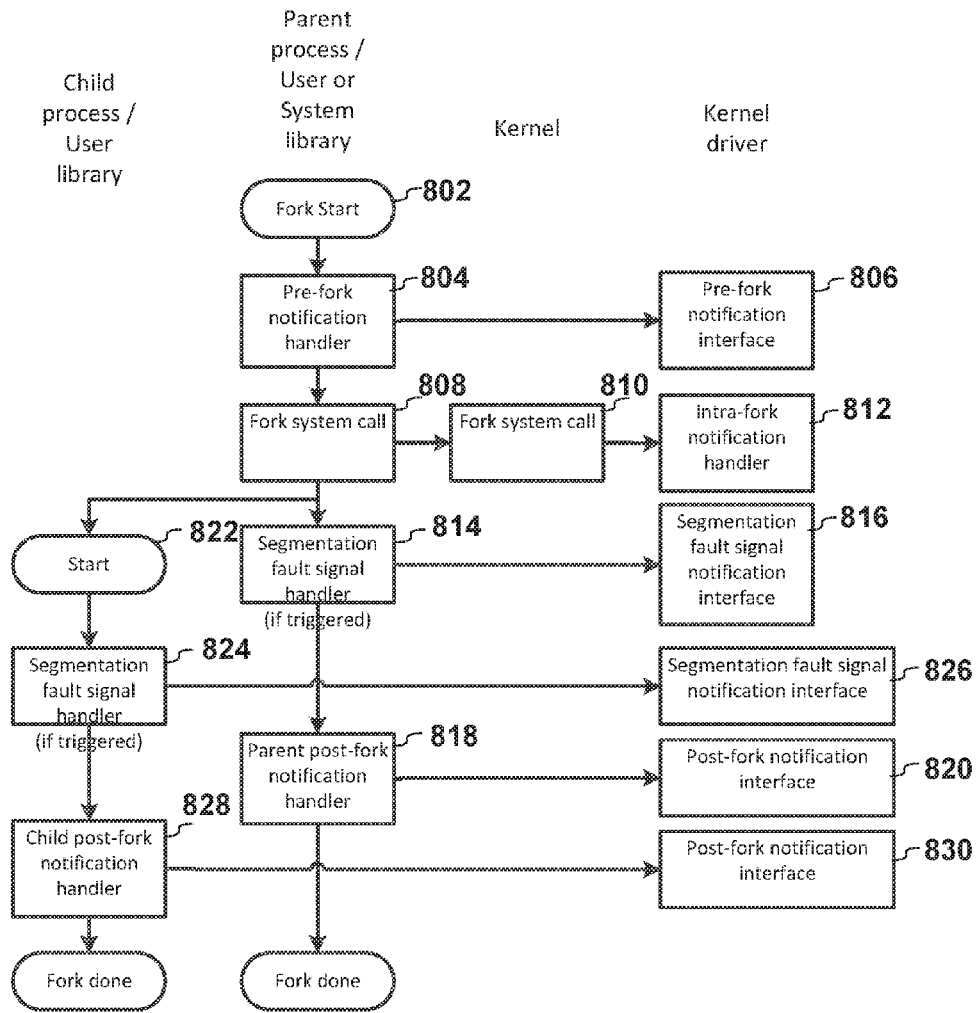 Child
process /
User
library
Parent
process /
User or
System
library
Kernel
Kernel
driver
Fork Start
802
Pre-fork
notification
handler
804
Pre-fork
notification
interface
806
Fork system call
808
Fork system call
810
Intra-fork
notification
handler
812
Start
822
Segmentation
fault signal
handler
(if triggered)
814
Segmentation
fault signal
notification
interface
816
Segmentation
fault signal
handler
(if triggered)
824
Segmentation fault signal
notification interface
826
Parent post-fork
notification
handler
818
Post-fork notification
interface
820
Child post-fork
notification
handler
828
Post-fork notification
interface
830
Fork done
Fork done